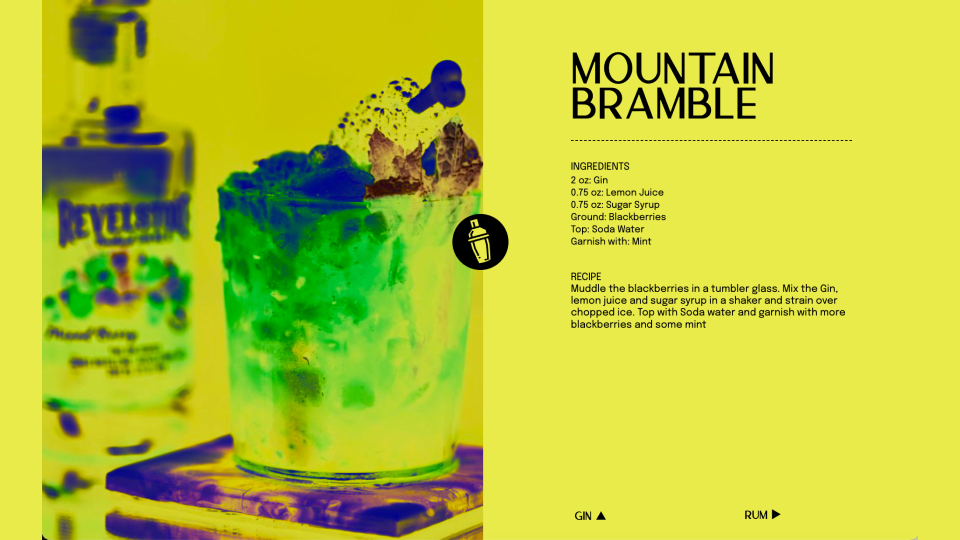 MOUNTAIN
BRAMBLE
INGREDIENTS
2 oz: Gin
0.75 oz: Lemon Juice
0.75 oz: Sugar Syrup
Ground: Blackberries
Top: Soda Water
Garnish with: Mint
RECIPE
Muddle the blackberries in a tumbler glass. Mix the Gin,
lemon juice and sugar syrup in a shaker and strain over
chopped ice. Top with Soda water and garnish with more
blackberries and some mint
REVELSTOKE
Mixed Berry
GIN ▲
RUM ▶